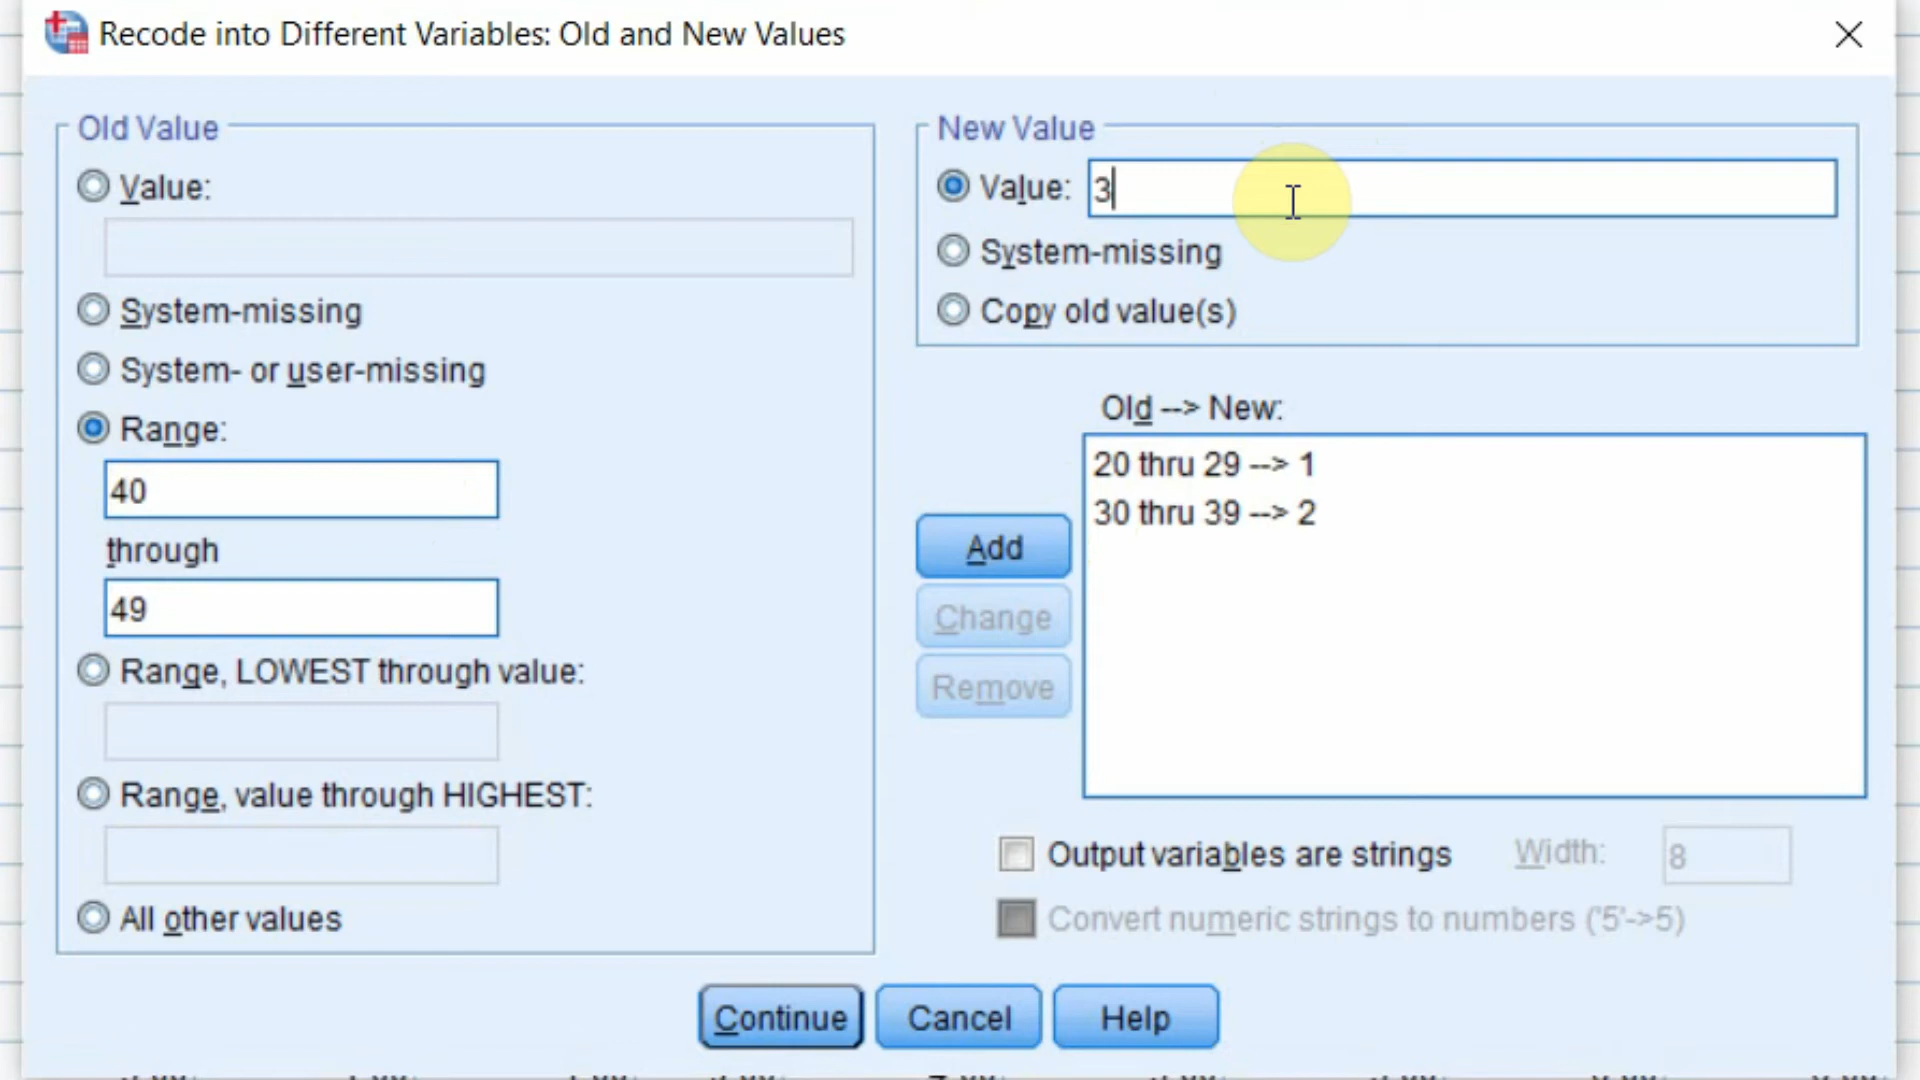 Recode into Different Variables: Old and New Values
Old Value
Value:
System-missing
System- or user-missing
Range:
40
through
49
Range, LOWEST through value:
Range, value through HIGHEST:
All other values
New Value
Value: 3
System-missing
Copy old value(s)
Old --> New:
20 thru 29 --> 1
30 thru 39 --> 2
Add
Change
Remove
Output variables are strings Width: 8
Convert numeric strings to numbers ('5'->5)
Continue Cancel Help